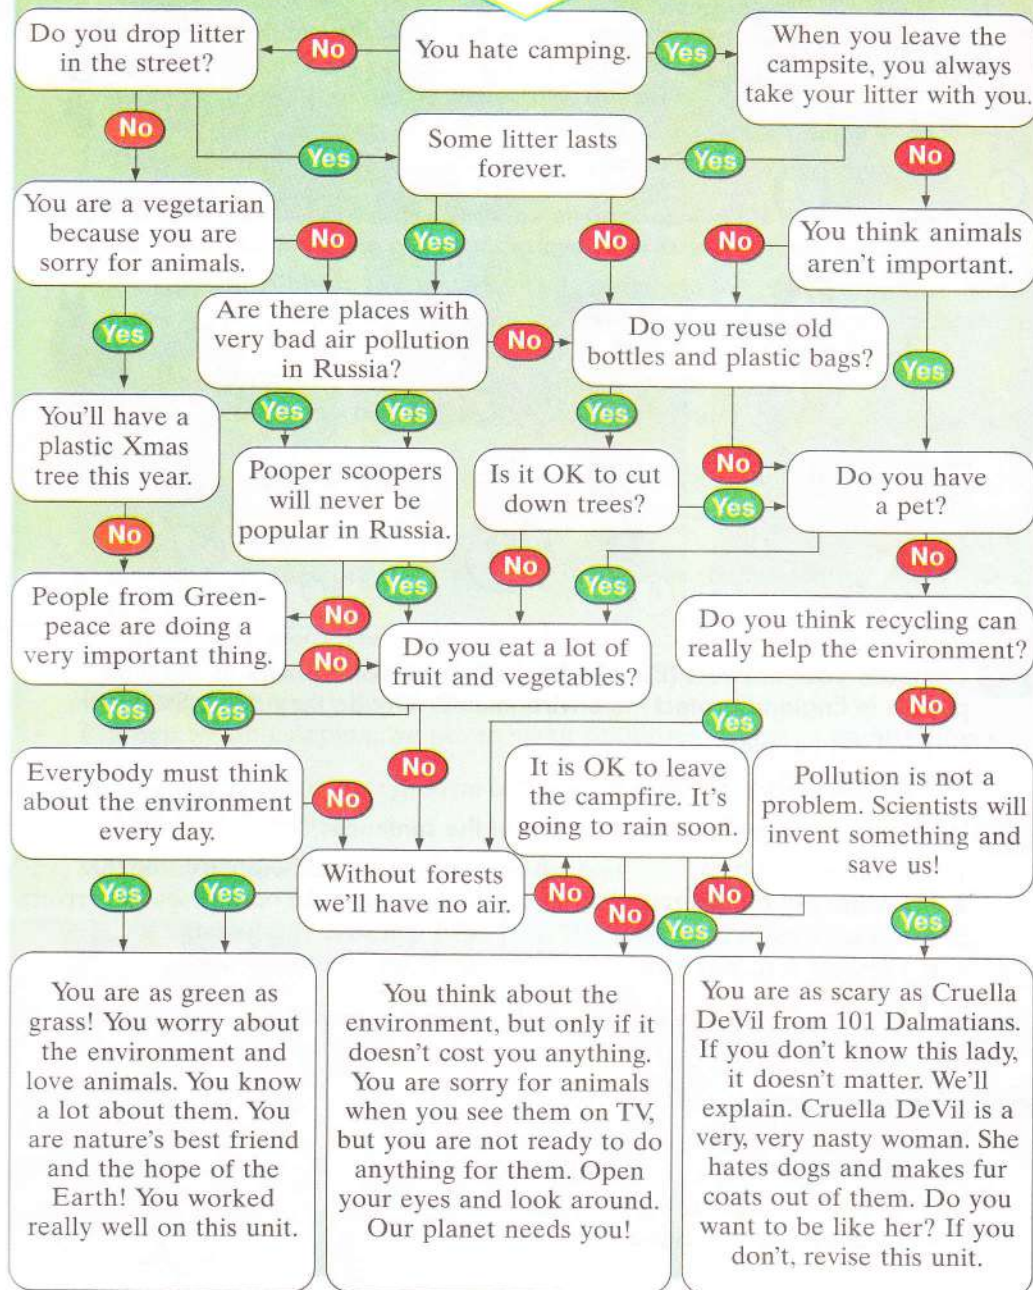 Do you drop litter
in the street?
No
You hate camping.
Yes
When you leave the
campsite, you always
take your litter with you.
No
Yes
Some litter lasts
forever.
Yes
No
You are a vegetarian
because you are
sorry for animals.
No
Yes
No
No
You think animals
aren't important.
Yes
Are there places with
very bad air pollution
in Russia?
No
Do you reuse old
bottles and plastic bags?
Yes
You'll have a
plastic Xmas
tree this year.
Yes
Yes
Yes
Pooper scoopers
will never be
popular in Russia.
Is it OK to cut
down trees?
No
Yes
Do you have
a pet?
No
No
Yes
No
Yes
No
People from Green-
peace are doing a
very important thing.
No
Do you eat a lot of
fruit and vegetables?
Do you think recycling can
really help the environment?
Yes
Yes
No
Yes
No
Everybody must think
about the environment
every day.
No
It is OK to leave
the campfire. It's
going to rain soon.
Pollution is not a
problem. Scientists will
invent something and
save us!
Without forests
we'll have no air.
Yes
Yes
No
No
Yes
No
Yes
You are as green as
grass! You worry about
the environment and
love animals. You know
a lot about them. You
are nature's best friend
and the hope of the
Earth! You worked
really well on this unit.
You think about the
environment, but only if it
doesn't cost you anything.
You are sorry for animals
when you see them on TV,
but you are not ready to do
anything for them. Open
your eyes and look around.
Our planet needs you!
You are as scary as Cruella
DeVil from 101 Dalmatians.
If you don't know this lady,
it doesn't matter. We'll
explain. Cruella DeVil is a
very, very nasty woman. She
hates dogs and makes fur
coats out of them. Do you
want to be like her? If you
don't, revise this unit.